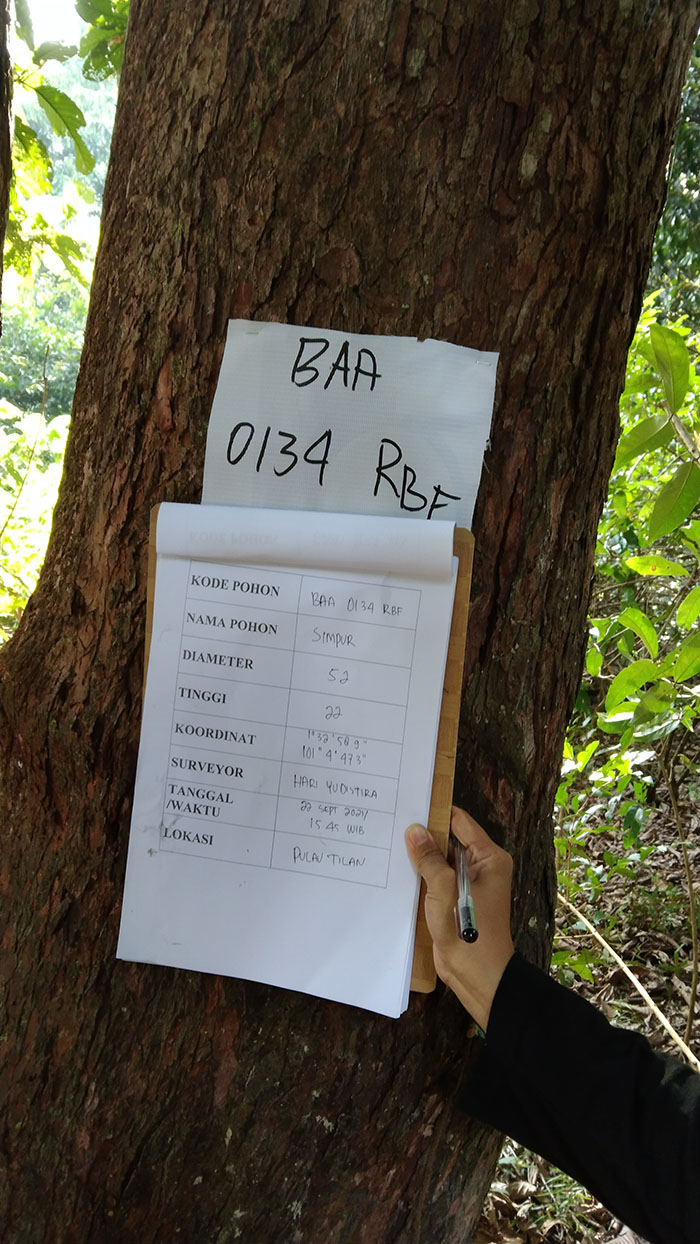 BAA
0134 RBF
KODE POHON BAA 0134 RBF
NAMA POHON SIMPUR
DIAMETER 52
TINGGI 22
KOORDINAT 1°32'50.9"
101°4'47.3"
SURVEYOR HARI YUDISTIRA
TANGGAL 22 SEPT 2024
/WAKTU 15.45 WIB
LOKASI PULAU TILAN